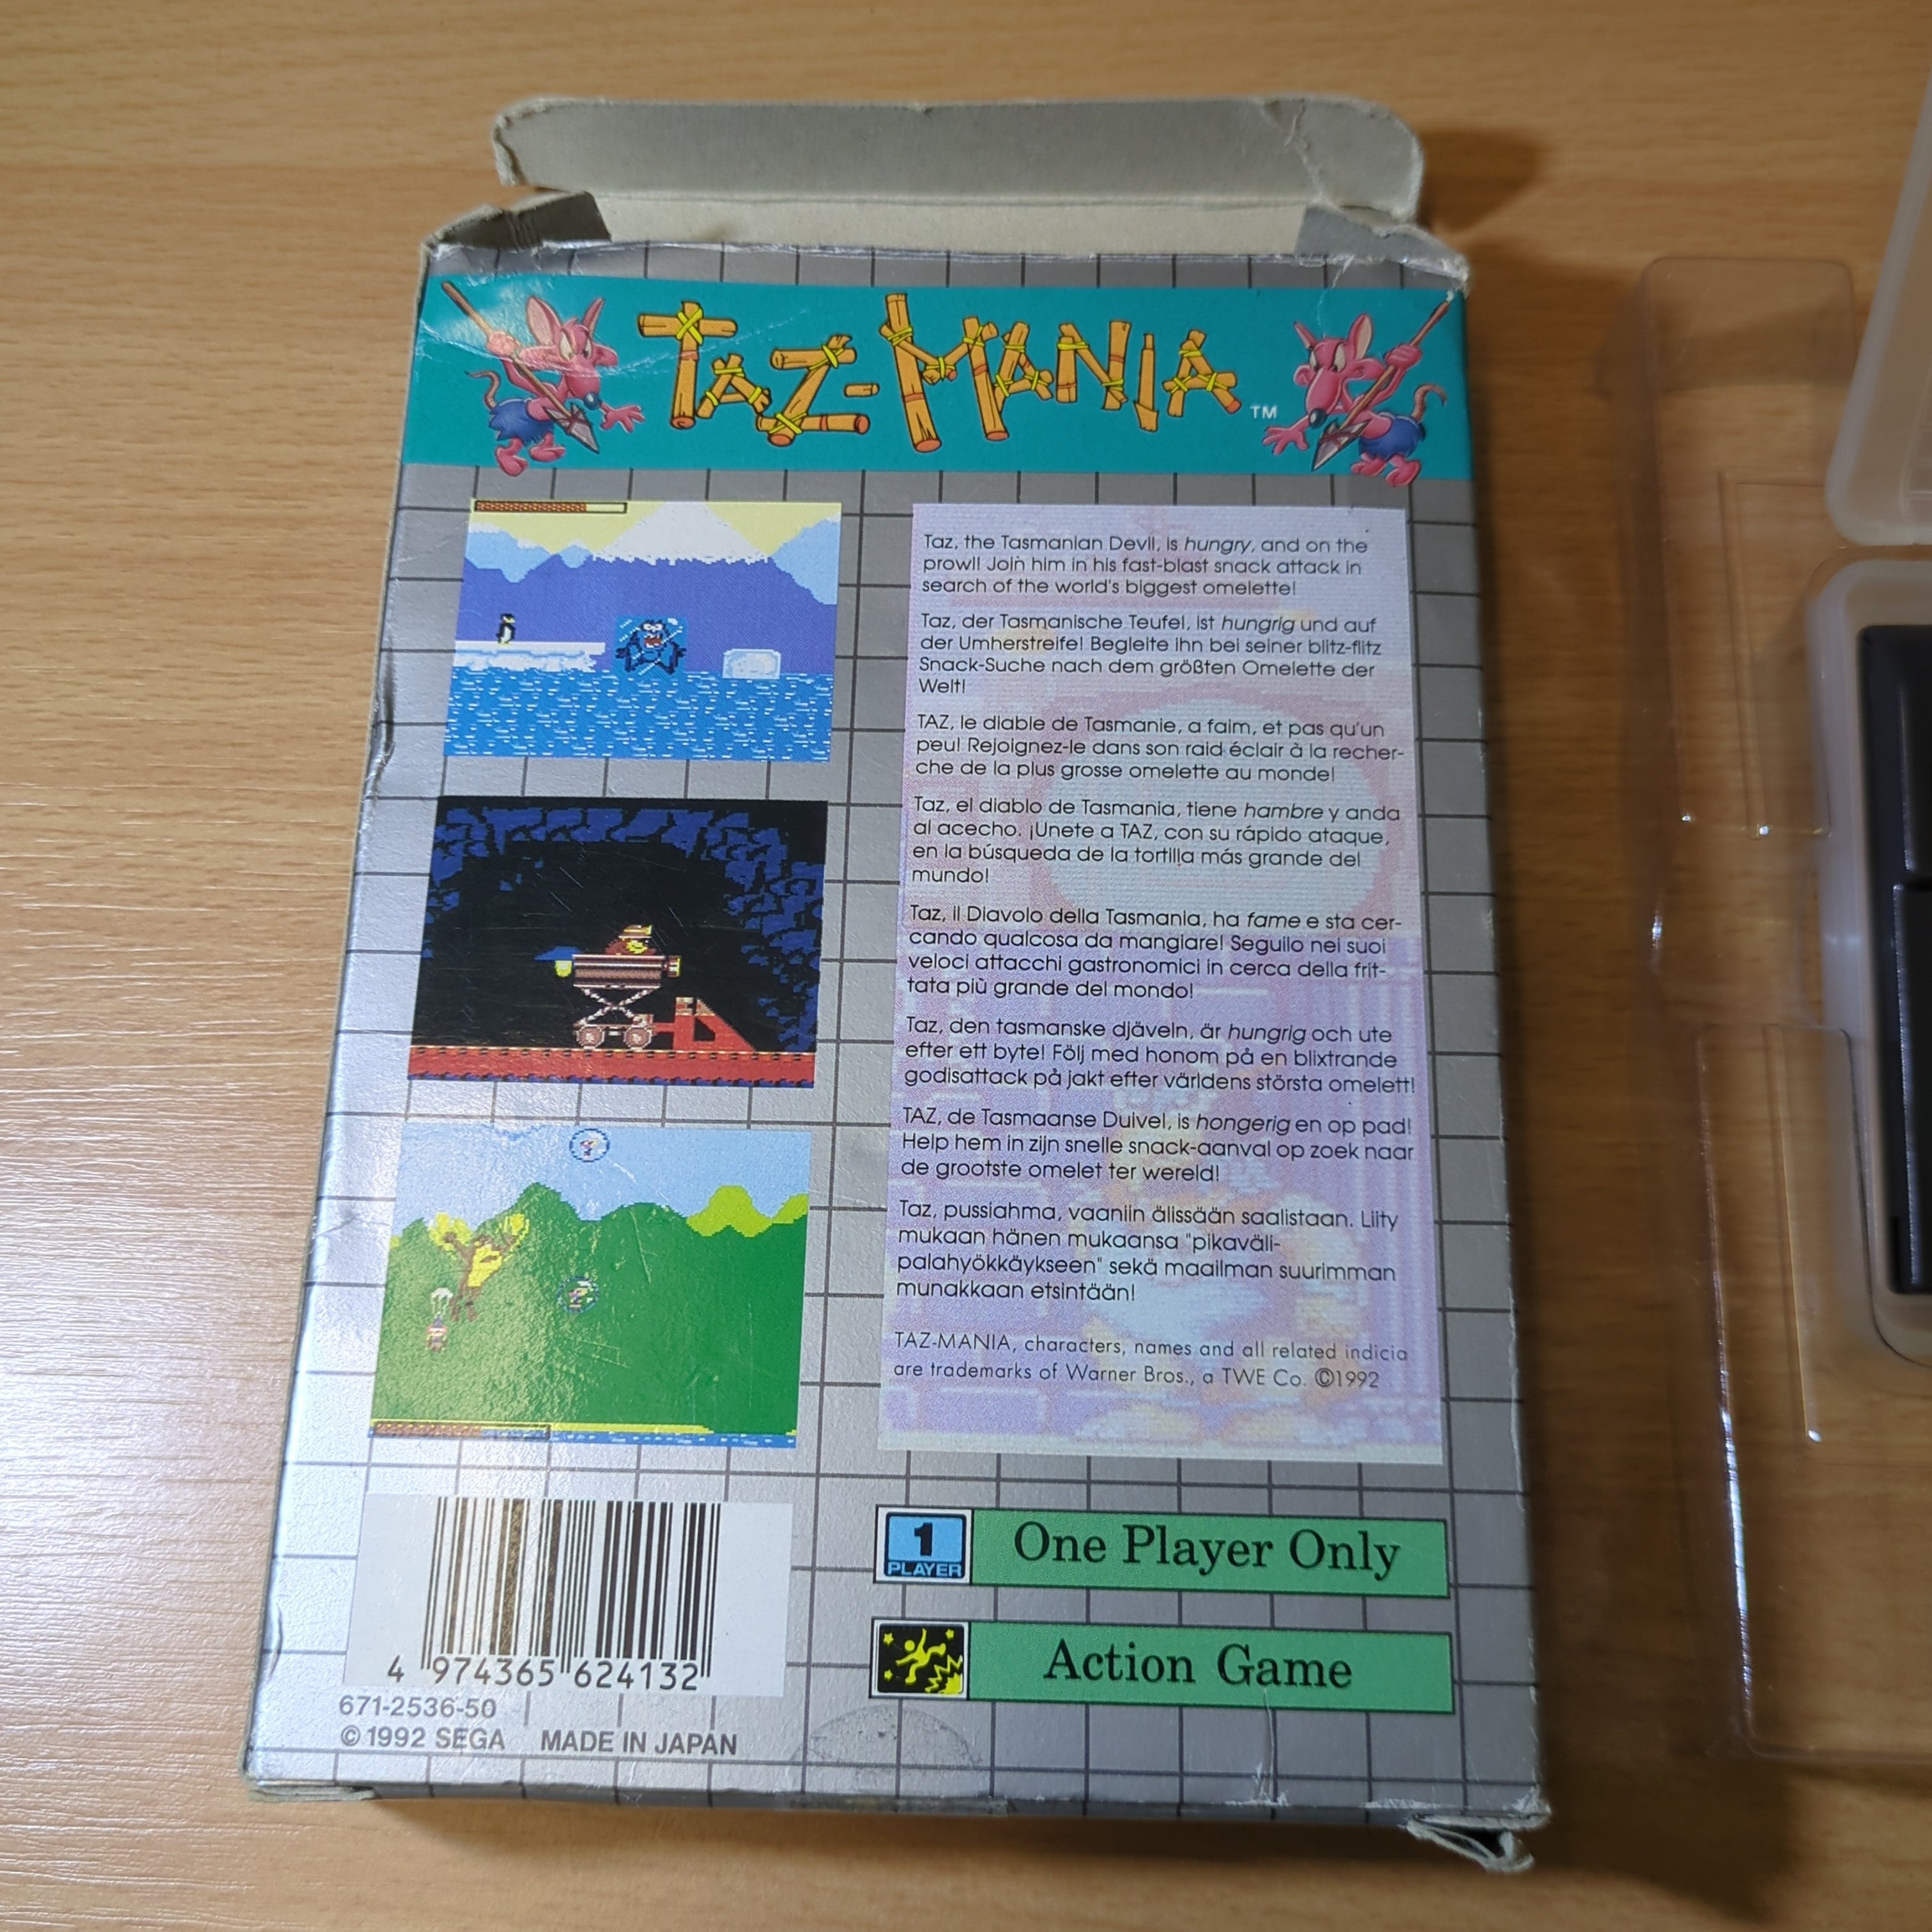 TAZ-MANIA™
Taz, the Tasmanian Devil, is hungry, and on the
prowl! Join him in his fast-blast snack attack in
search of the world's biggest omelette!
Taz, der Tasmanische Teufel, ist hungrig und auf
der Umherstreife! Begleite ihn bei seiner blitz-flitz
Snack-Suche nach dem größten Omelette der
Welt!
TAZ, le diable de Tasmanie, a faim, et pas qu'un
peu! Rejoignez-le dans son raid éclair à la recher-
che de la plus grosse omelette au monde!
Taz, el diablo de Tasmania, tiene hambre y anda
al acecho. ¡Unete a TAZ, con su rápido ataque,
en la búsqueda de la tortilla más grande del
mundo!
Taz, il Diavolo della Tasmania, ha fame e sta cer-
cando qualcosa da mangiare! Seguilo nei suoi
veloci attacchi gastronomici in cerca della frit-
tata più grande del mondo!
Taz, den tasmanske djäveln, är hungrig och ute
efter ett byte! Följ med honom på en blixtrande
godisattack på jakt efter världens största omelett!
TAZ, de Tasmaanse Duivel, is hongerig en op pad!
Help hem in zijn snelle snack-aanval op zoek naar
de grootste omelet ter wereld!
Taz, pussiahma, vaaniin älissään saalistaan. Liity
mukaan hänen mukaansa "pikaväli-
palahyökkäykseen" sekä maailman suurimman
munakkaan etsintään!
TAZ-MANIA, characters, names and all related indicia
are trademarks of Warner Bros., a TWE Co. ©1992
1
PLAYER
One Player Only
Action Game
4 974365 624132
671-2536-50
©1992 SEGA MADE IN JAPAN